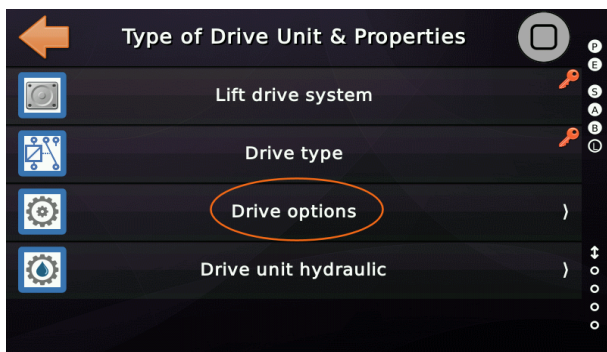 Type of Drive Unit & Properties
Lift drive system
Drive type
Drive options
Drive unit hydraulic
P
E
S
A
B
L